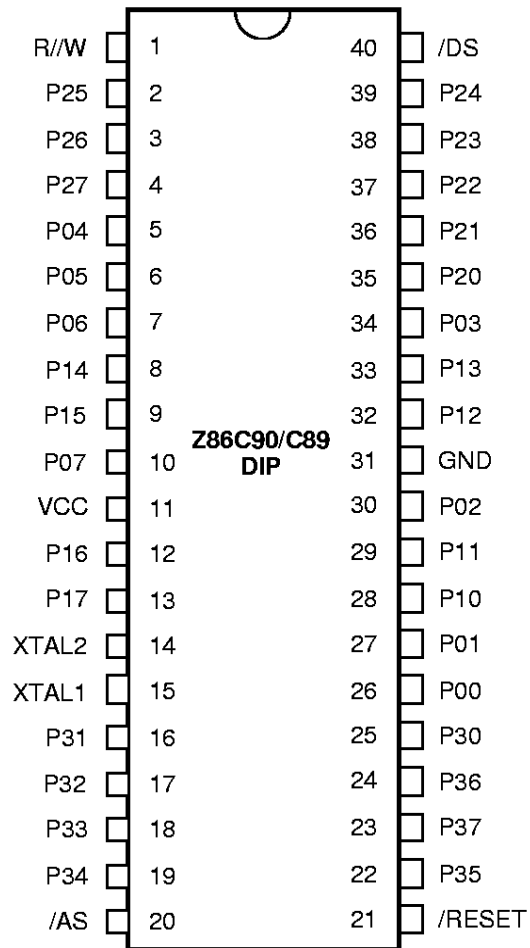 R//W 1 40 /DS
P25 2 39 P24
P26 3 38 P23
P27 4 37 P22
P04 5 36 P21
P05 6 35 P20
P06 7 34 P03
P14 8 33 P13
P15 9 32 P12
Z86C90/C89
DIP
P07 10 31 GND
VCC 11 30 P02
P16 12 29 P11
P17 13 28 P10
XTAL2 14 27 P01
XTAL1 15 26 P00
P31 16 25 P30
P32 17 24 P36
P33 18 23 P37
P34 19 22 P35
/AS 20 21 /RESET